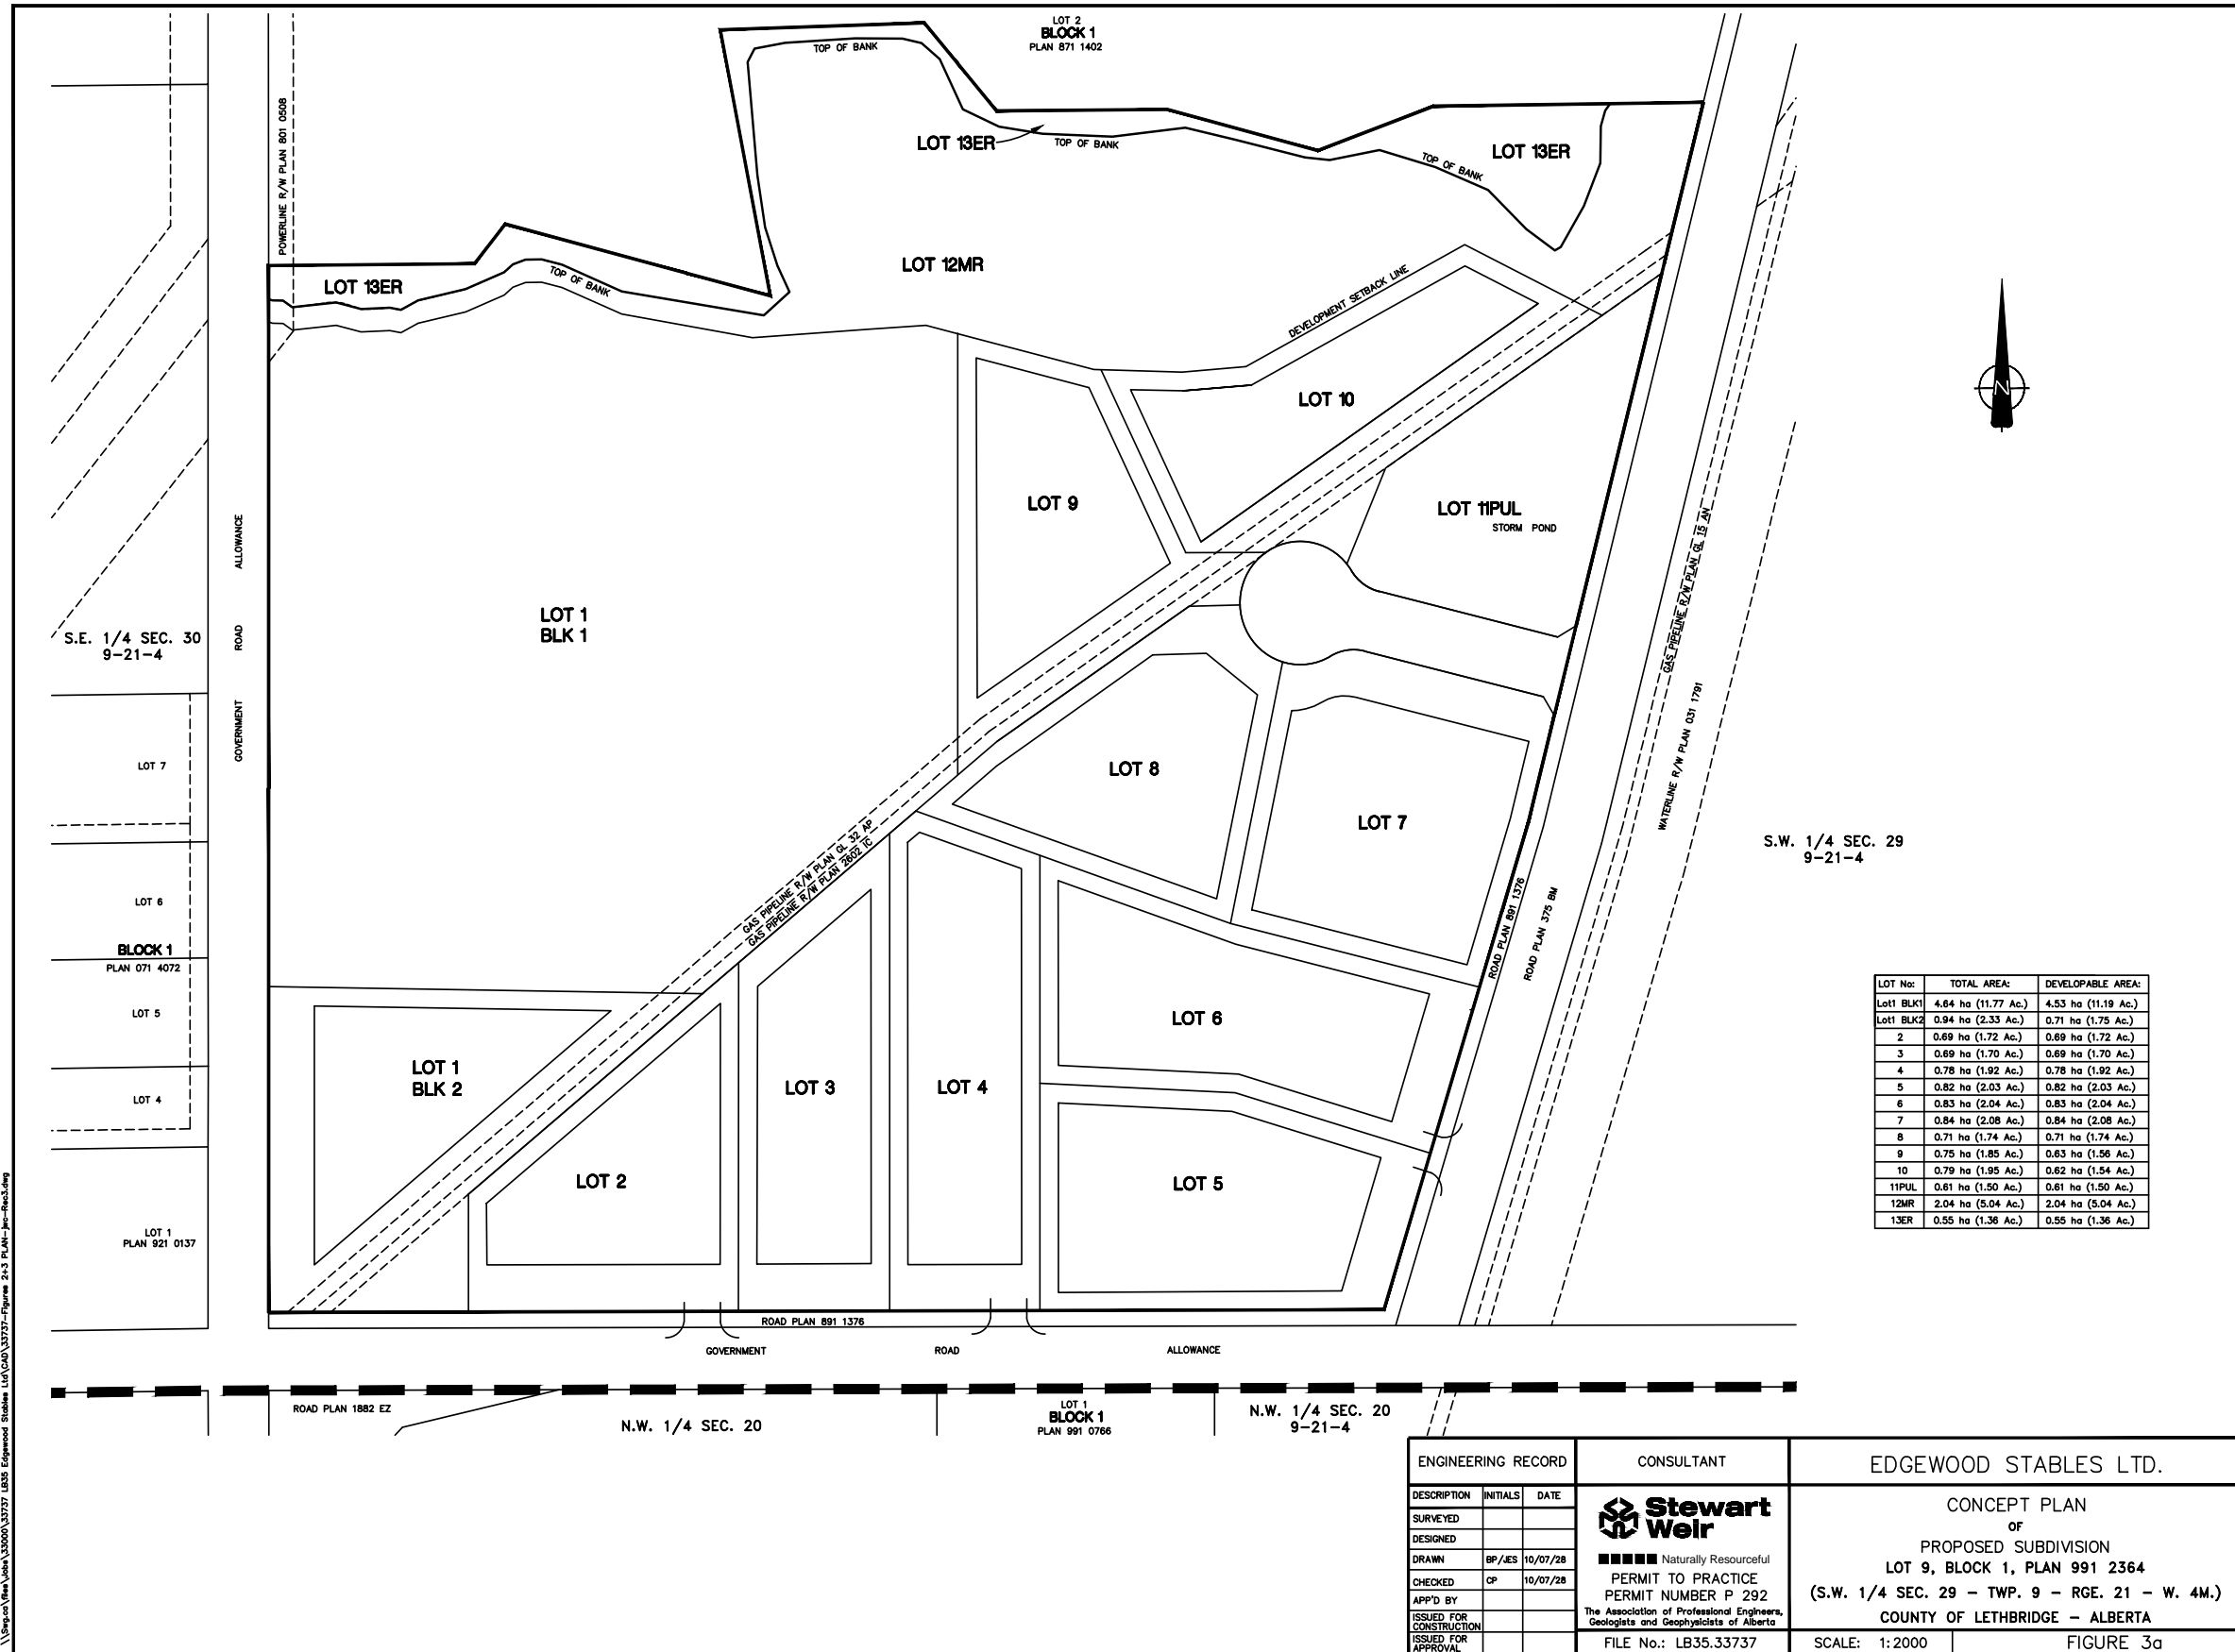 LOT 2
BLOCK 1
PLAN 871 1402
TOP OF BANK
POWERLINE R/W PLAN 801 0508
LOT 13ER
TOP OF BANK
LOT 13ER
TOP OF BANK
LOT 12MR
LOT 13ER
TOP OF BANK
DEVELOPMENT SETBACK LINE
LOT 10
N
LOT 9
LOT 11PUL
STORM POND
GAS PIPELINE R/W PLAN GL 15 AN
GOVERNMENT ROAD ALLOWANCE
LOT 1
BLK 1
S.E. 1/4 SEC. 30
9-21-4
WATERLINE R/W PLAN 031 1791
LOT 7
LOT 8
LOT 7
GAS PIPELINE R/W PLAN GL 32 AP
GAS PIPELINE R/W PLAN 2602 IC
S.W. 1/4 SEC. 29
9-21-4
LOT 6
BLOCK 1
PLAN 071 4072
ROAD PLAN 891 1376
ROAD PLAN 375 BM
LOT 5
LOT 6
LOT 1
BLK 2
LOT 3
LOT 4
LOT 4
LOT 2
LOT 5
LOT 1
PLAN 921 0137
LOT No: TOTAL AREA: DEVELOPABLE AREA:
Lot1 BLK1 4.64 ha (11.77 Ac.) 4.53 ha (11.19 Ac.)
Lot1 BLK2 0.94 ha (2.33 Ac.) 0.71 ha (1.75 Ac.)
2 0.69 ha (1.72 Ac.) 0.69 ha (1.72 Ac.)
3 0.69 ha (1.70 Ac.) 0.69 ha (1.70 Ac.)
4 0.78 ha (1.92 Ac.) 0.78 ha (1.92 Ac.)
5 0.82 ha (2.03 Ac.) 0.82 ha (2.03 Ac.)
6 0.83 ha (2.04 Ac.) 0.83 ha (2.04 Ac.)
7 0.84 ha (2.08 Ac.) 0.84 ha (2.08 Ac.)
8 0.71 ha (1.74 Ac.) 0.71 ha (1.74 Ac.)
9 0.75 ha (1.85 Ac.) 0.63 ha (1.56 Ac.)
10 0.79 ha (1.95 Ac.) 0.62 ha (1.54 Ac.)
11PUL 0.61 ha (1.50 Ac.) 0.61 ha (1.50 Ac.)
12MR 2.04 ha (5.04 Ac.) 2.04 ha (5.04 Ac.)
13ER 0.55 ha (1.36 Ac.) 0.55 ha (1.36 Ac.)
ROAD PLAN 891 1376
GOVERNMENT ROAD ALLOWANCE
ROAD PLAN 1882 EZ
N.W. 1/4 SEC. 20
LOT 1
BLOCK 1
PLAN 991 0766
N.W. 1/4 SEC. 20
9-21-4
ENGINEERING RECORD
DESCRIPTION INITIALS DATE
SURVEYED
DESIGNED
DRAWN BP/JES 10/07/28
CHECKED CP 10/07/28
APP'D BY
ISSUED FOR
CONSTRUCTION
ISSUED FOR
APPROVAL
CONSULTANT
Stewart
Weir
Naturally Resourceful
PERMIT TO PRACTICE
PERMIT NUMBER P 292
The Association of Professional Engineers,
Geologists and Geophysicists of Alberta
FILE No.: LB35.33737
EDGEWOOD STABLES LTD.
CONCEPT PLAN
OF
PROPOSED SUBDIVISION
LOT 9, BLOCK 1, PLAN 991 2364
(S.W. 1/4 SEC. 29 - TWP. 9 - RGE. 21 - W. 4M.)
COUNTY OF LETHBRIDGE - ALBERTA
SCALE: 1:2000
FIGURE 3a